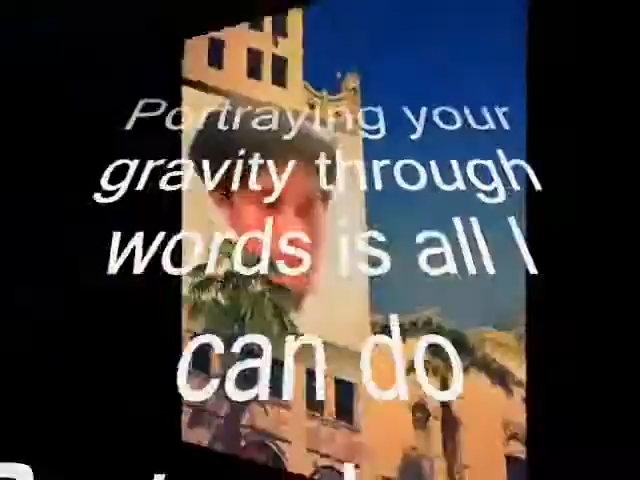 Portraying your
gravity through
words is all I
can do